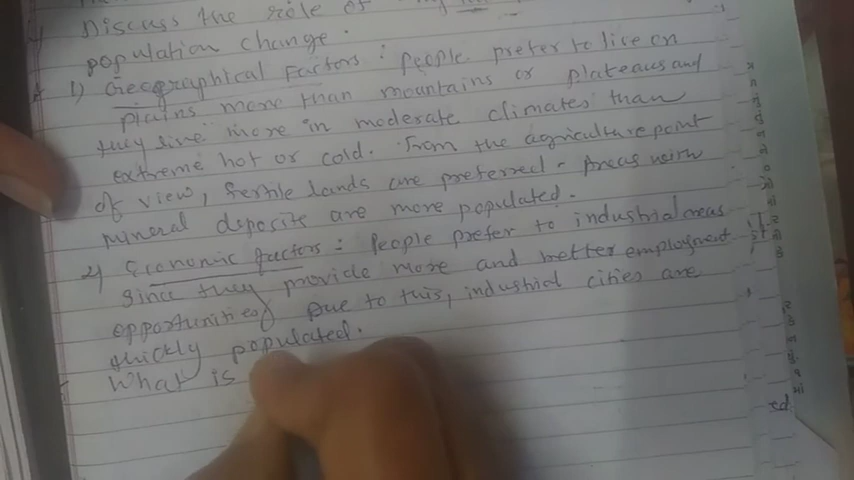 Discuss the role of
population change.
1) Geographical Factors: people prefer to live on
plains more than mountains or plateaus and
they live more in moderate climates than
extreme hot or cold. From the agriculture point
of view, fertile lands are preferred. Areas with
mineral deposits are more populated.
2) Economic factors: People prefer to industrial areas
since they provide more and better employment
opportunities Due to this, industrial cities are
quickly populated.
What is
ed